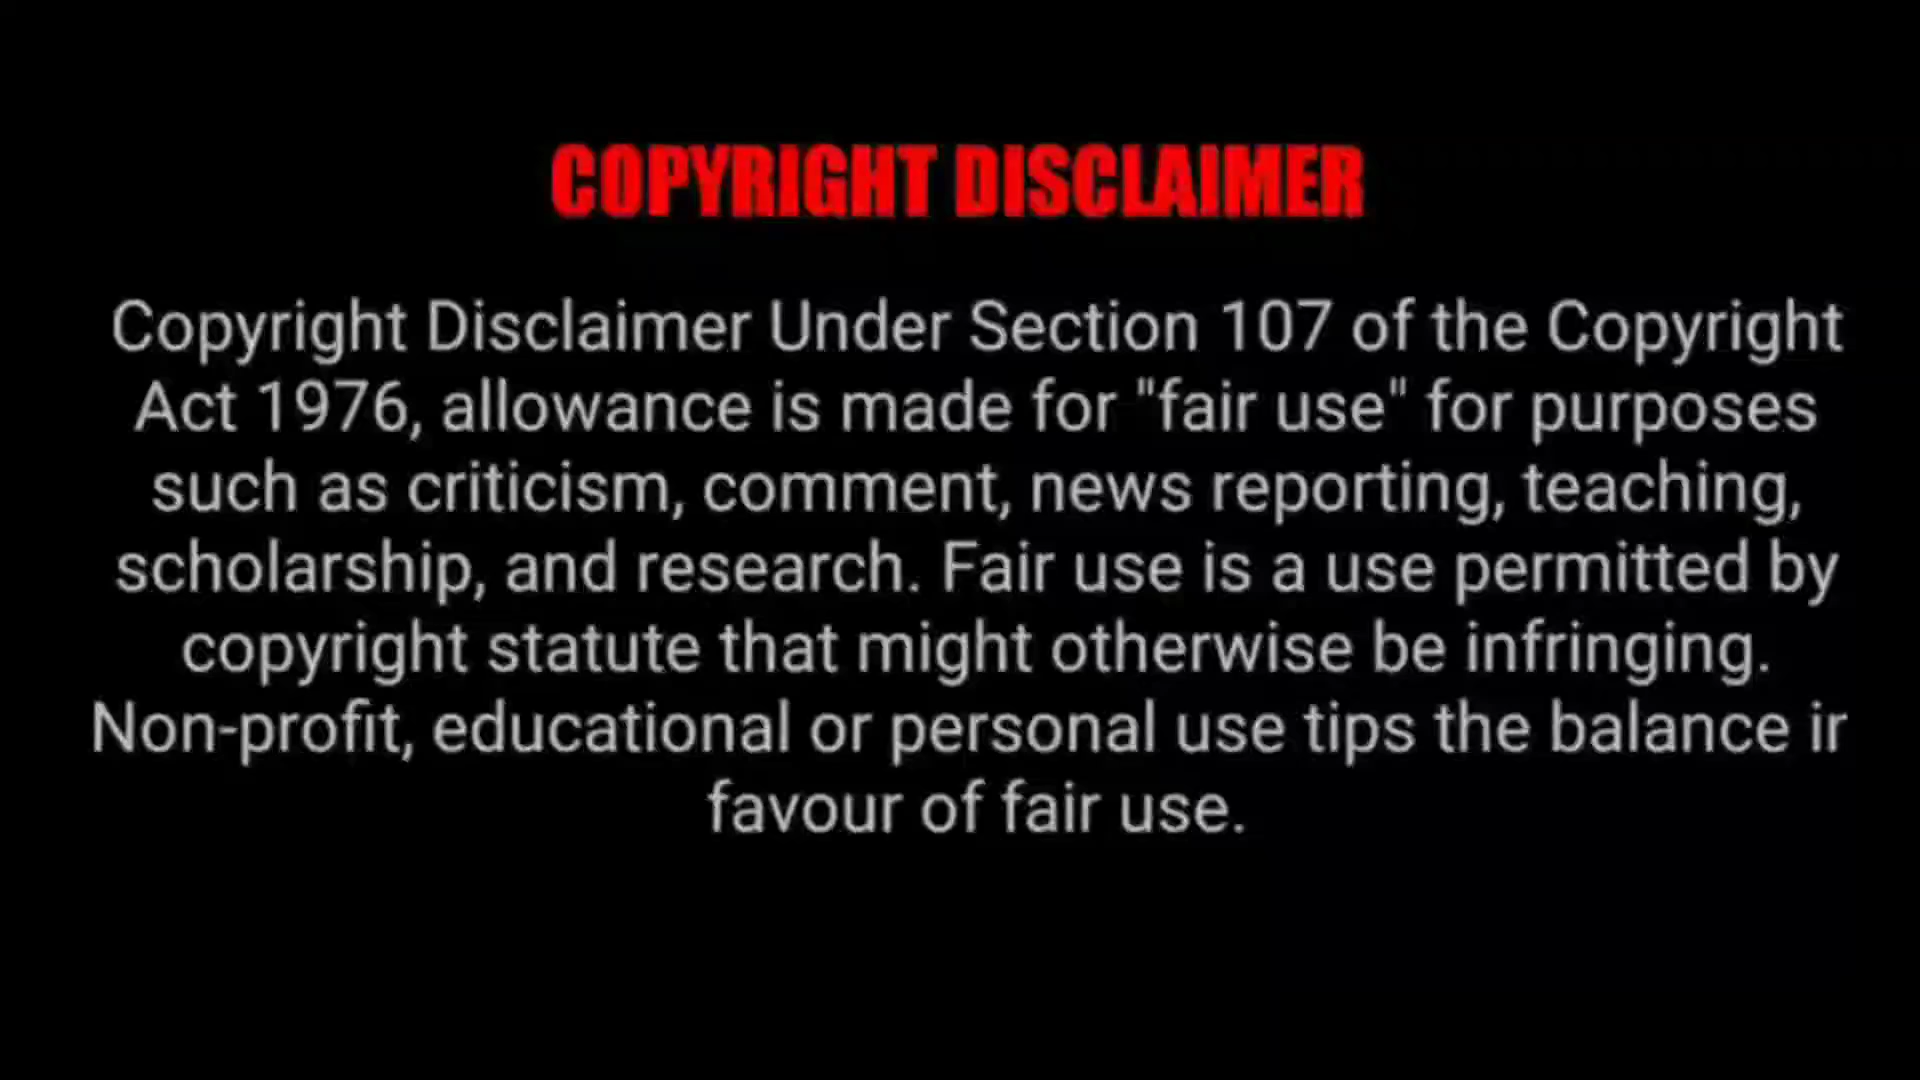 COPYRIGHT DISCLAIMER
Copyright Disclaimer Under Section 107 of the Copyright
Act 1976, allowance is made for "fair use" for purposes
such as criticism, comment, news reporting, teaching,
scholarship, and research. Fair use is a use permitted by
copyright statute that might otherwise be infringing.
Non-profit, educational or personal use tips the balance ir
favour of fair use.